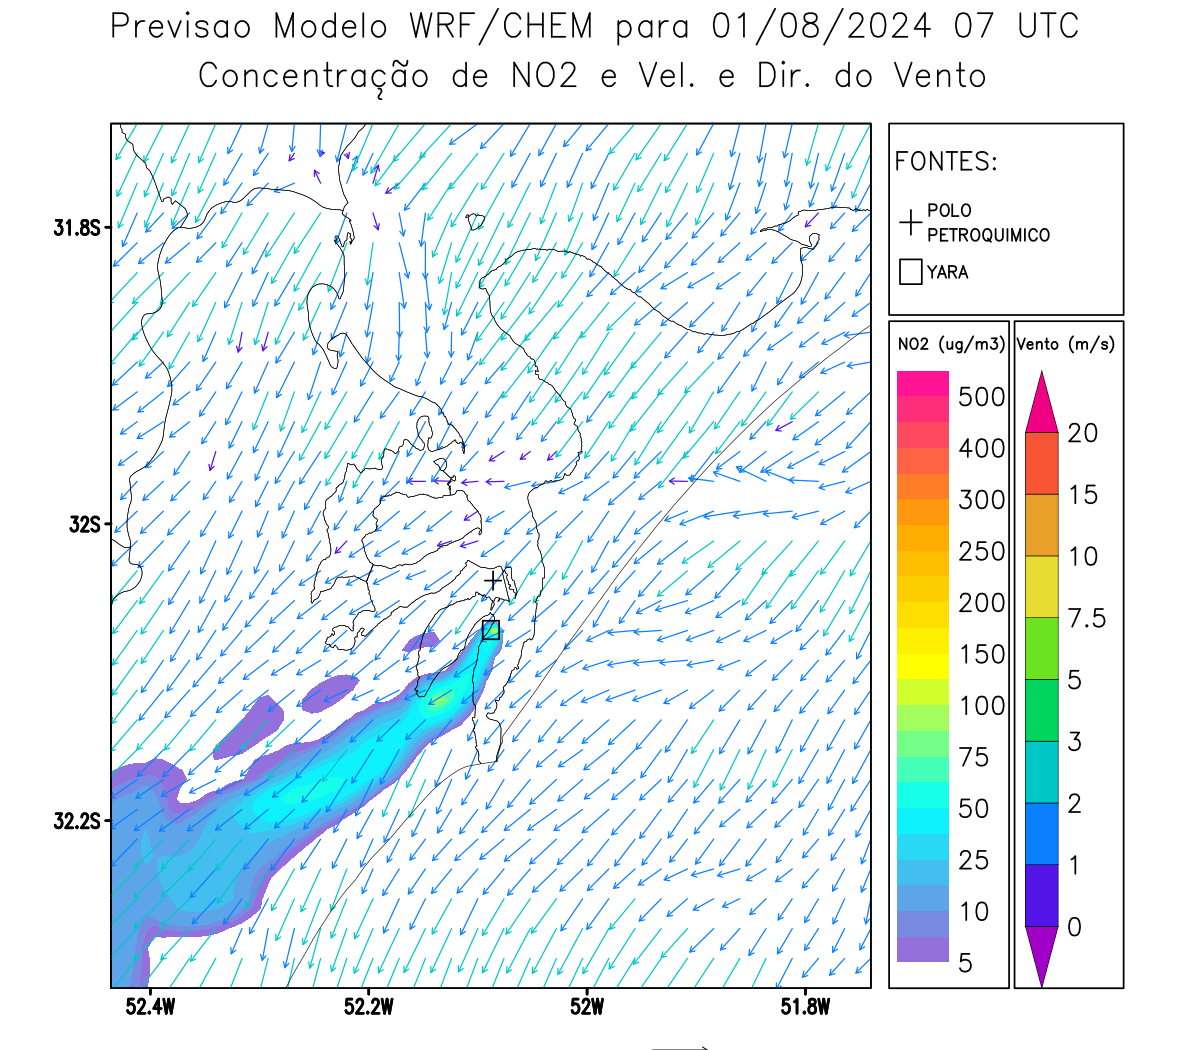 Previsao Modelo WRF/CHEM para 01/08/2024 07 UTC
Concentração de NO2 e Vel. e Dir. do Vento
FONTES:
POLO
PETROQUIMICO
YARA
NO2 (ug/m3)
500
400
300
250
200
150
100
75
50
25
10
5
Vento (m/s)
20
15
10
7.5
5
3
2
1
0
31.8S
32S
32.2S
52.4W
52.2W
52W
51.8W